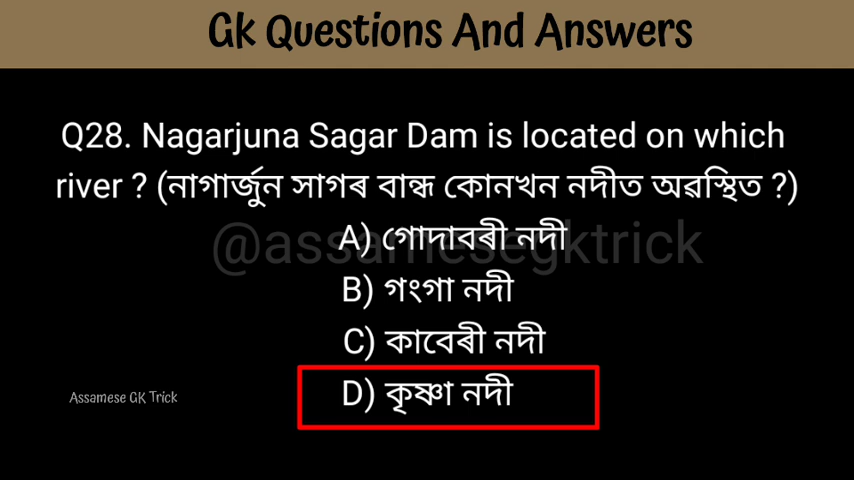 Gk Questions And Answers
Q28. Nagarjuna Sagar Dam is located on which
river ? (নাগাৰ্জুন সাগৰ বান্ধ কোনখন নদীত অৱস্থিত ?)
@assamesegktrick
A) গোদাবৰী নদী
B) গংগা নদী
C) কাবেৰী নদী
D) কৃষ্ণা নদী
Assamese GK Trick